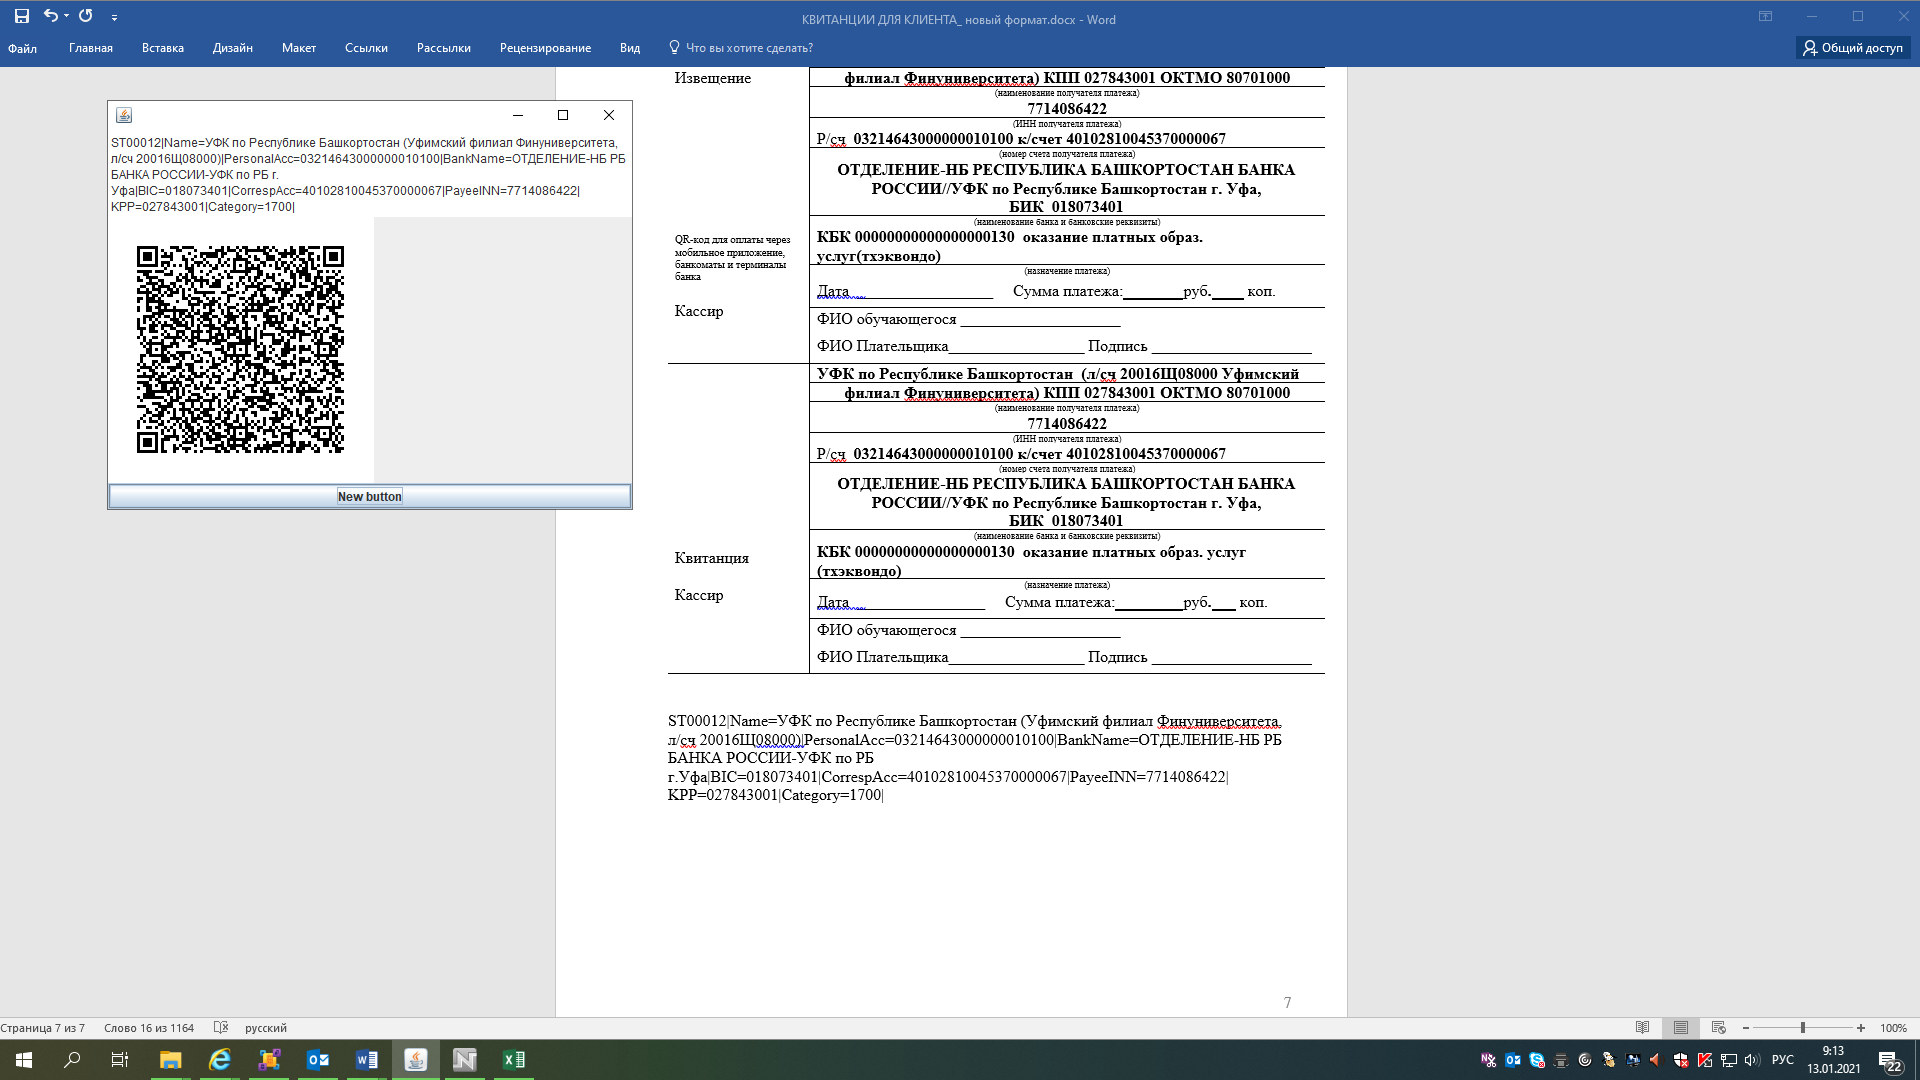 КВИТАНЦИИ ДЛЯ КЛИЕНТА_ новый формат.docx - Word
Файл
Главная
Вставка
Дизайн
Макет
Ссылки
Рассылки
Рецензирование
Вид
Что вы хотите сделать?
Общий доступ
ST00012|Name=УФК по Республике Башкортостан (Уфимский филиал Финуниверситета,
л/сч 20016Щ08000)|PersonalAcc=03214643000000010100|BankName=ОТДЕЛЕНИЕ-НБ РБ
БАНКА РОССИИ-УФК по РБ г.
Уфа|BIC=018073401|CorrespAcc=40102810045370000067|PayeeINN=7714086422|
KPP=027843001|Category=1700|
New button
Извещение
филиал Финуниверситета) КПП 027843001 ОКТМО 80701000
(наименование получателя платежа)
7714086422
(ИНН получателя платежа)
Р/сч 03214643000000010100 к/счет 40102810045370000067
(номер счета получателя платежа)
ОТДЕЛЕНИЕ-НБ РЕСПУБЛИКА БАШКОРТОСТАН БАНКА
РОССИИ//УФК по Республике Башкортостан г. Уфа,
БИК 018073401
(наименование банка и банковские реквизиты)
QR-код для оплаты через
мобильное приложение,
банкоматы и терминалы
банка
КБК 00000000000000000130 оказание платных образ.
услуг(тхэквондо)
(назначение платежа)
Дата__________________ Сумма платежа:________руб.____ коп.
Кассир
ФИО обучающегося ____________________
ФИО Плательщика_________________ Подпись ____________________
УФК по Республике Башкортостан (л/сч 20016Щ08000 Уфимский
филиал Финуниверситета) КПП 027843001 ОКТМО 80701000
(наименование получателя платежа)
7714086422
(ИНН получателя платежа)
Р/сч 03214643000000010100 к/счет 40102810045370000067
(номер счета получателя платежа)
ОТДЕЛЕНИЕ-НБ РЕСПУБЛИКА БАШКОРТОСТАН БАНКА
РОССИИ//УФК по Республике Башкортостан г. Уфа,
БИК 018073401
(наименование банка и банковские реквизиты)
Квитанция
КБК 00000000000000000130 оказание платных образ. услуг
(тхэквондо)
(назначение платежа)
Кассир
Дата_________________ Сумма платежа:_________руб.___ коп.
ФИО обучающегося ____________________
ФИО Плательщика_________________ Подпись ____________________
ST00012|Name=УФК по Республике Башкортостан (Уфимский филиал Финуниверситета,
л/сч 20016Щ08000)|PersonalAcc=03214643000000010100|BankName=ОТДЕЛЕНИЕ-НБ РБ
БАНКА РОССИИ-УФК по РБ
г.Уфа|BIC=018073401|CorrespAcc=40102810045370000067|PayeeINN=7714086422|
KPP=027843001|Category=1700|
7
Страница 7 из 7
Слово 16 из 1164
русский
100%
РУС
9:13
13.01.2021
22